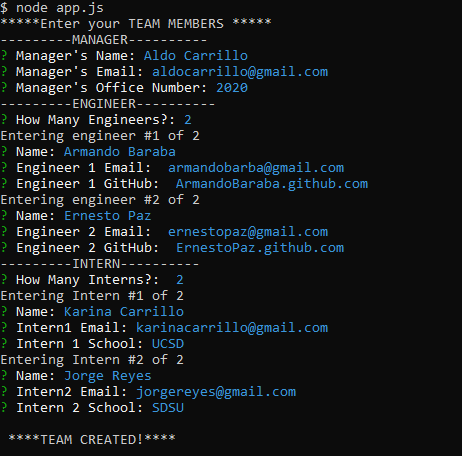 $ node app.js
*****Enter your TEAM MEMBERS *****
---------MANAGER----------
? Manager's Name: Aldo Carrillo
? Manager's Email: aldocarrillo@gmail.com
? Manager's Office Number: 2020
---------ENGINEER----------
? How Many Engineers?: 2
Entering engineer #1 of 2
? Name: Armando Baraba
? Engineer 1 Email:  armandobarba@gmail.com
? Engineer 1 GitHub:  ArmandoBaraba.github.com
Entering engineer #2 of 2
? Name: Ernesto Paz
? Engineer 2 Email:  ernestopaz@gmail.com
? Engineer 2 GitHub:  ErnestoPaz.github.com
---------INTERN----------
? How Many Interns?:  2
Entering Intern #1 of 2
? Name: Karina Carrillo
? Intern1 Email: karinacarrillo@gmail.com
? Intern 1 School: UCSD
Entering Intern #2 of 2
? Name: Jorge Reyes
? Intern2 Email: jorgereyes@gmail.com
? Intern 2 School: SDSU
****TEAM CREATED!****